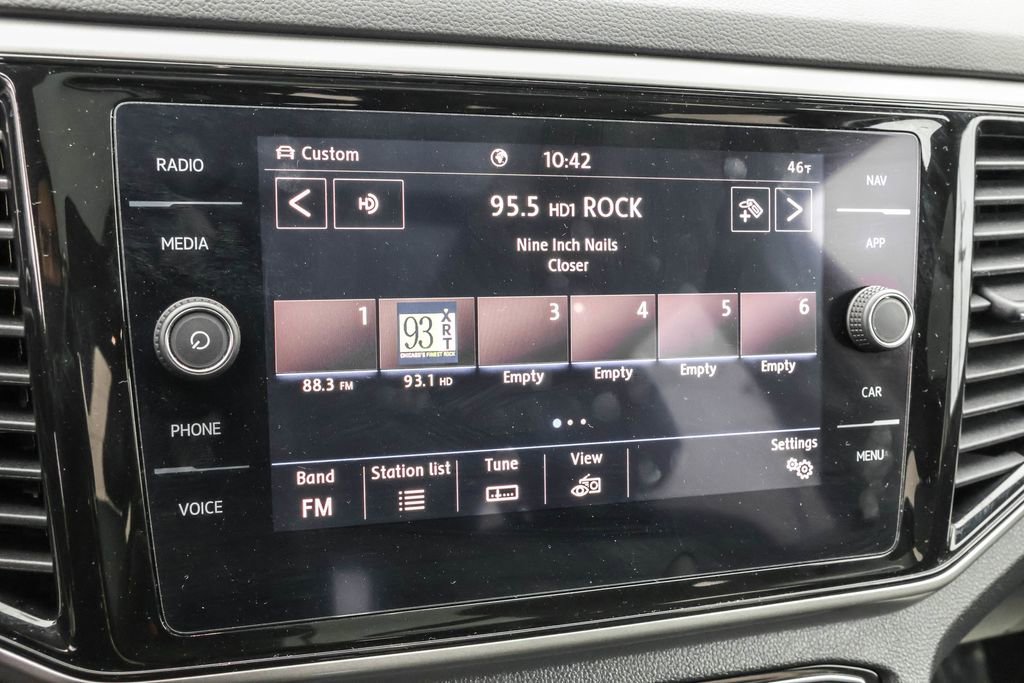 RADIO
MEDIA
PHONE
VOICE
Custom
10:42
46°F
HD
95.5 HD1 ROCK
Nine Inch Nails
Closer
1
93 XRT
CHICAGO'S FINEST ROCK
3
4
5
6
88.3 FM
93.1 HD
Empty
Empty
Empty
Empty
Band
FM
Station list
Tune
View
Settings
NAV
APP
CAR
MENU